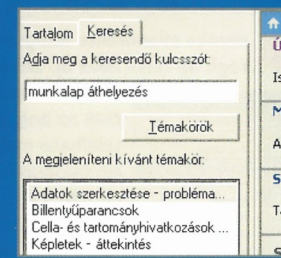 Tartalom Keresés
Adja meg a keresendő kulcsszót:
munkalap áthelyezés
Témakörök
A megjeleníteni kívánt témakör:
Adatok szerkesztése - probléma...
Billentyűparancsok
Cella- és tartományhivatkozások ...
Képletek - áttekintés